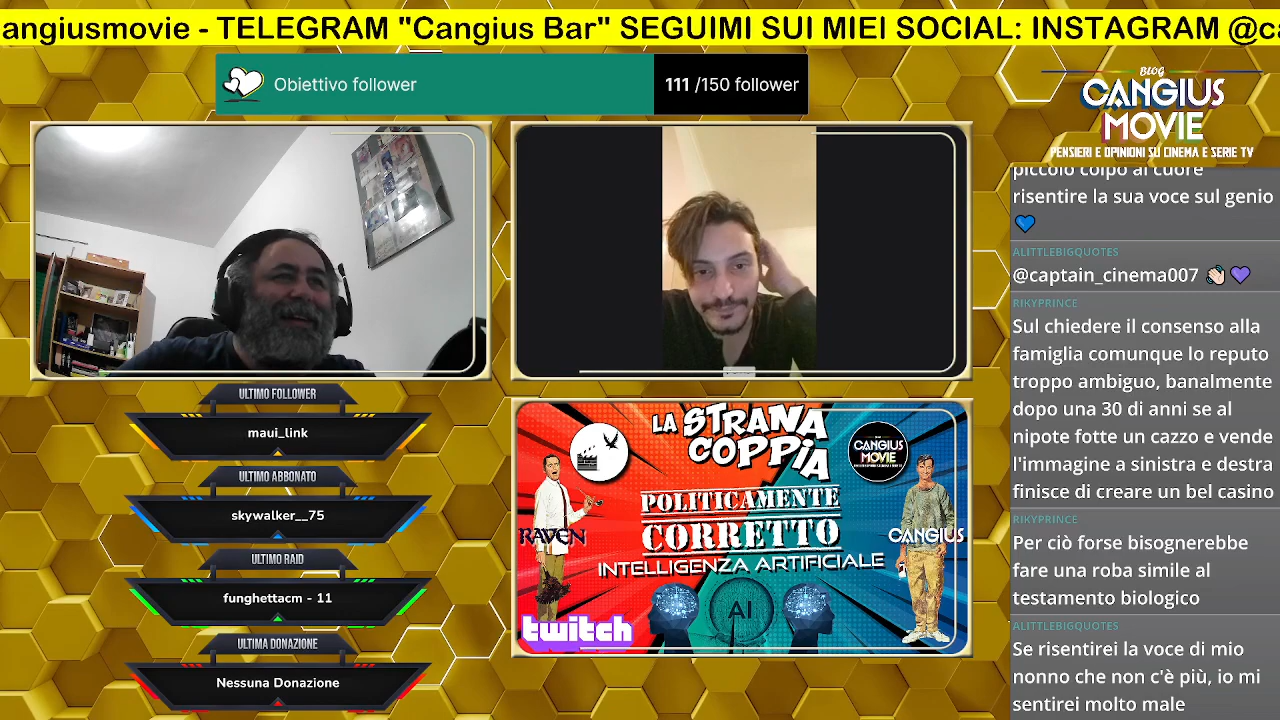 angiusmovie - TELEGRAM "Cangius Bar" SEGUIMI SUI MIEI SOCIAL: INSTAGRAM @ca
Obiettivo follower
111 /150 follower
BLOG
CANGIUS
MOVIE
PENSIERI E OPINIONI SU CINEMA E SERIE TV
piccolo colpo al cuore
risentire la sua voce sul genio
💙
ALITTLEBIGQUOTES
@captain_cinema007 👏🏻💜
RIKYPRINCE
Sul chiedere il consenso alla
famiglia comunque lo reputo
troppo ambiguo, banalmente
dopo una 30 di anni se al
nipote fotte un cazzo e vende
l'immagine a sinistra e destra
finisce di creare un bel casino
RIKYPRINCE
Per ciò forse bisognerebbe
fare una roba simile al
testamento biologico
ALITTLEBIGQUOTES
Se risentirei la voce di mio
nonno che non c'è più, io mi
sentirei molto male
ULTIMO FOLLOWER
maui_link
ULTIMO ABBONATO
skywalker__75
ULTIMO RAID
funghettacm - 11
ULTIMA DONAZIONE
Nessuna Donazione
LA STRANA
COPPIA
CANGIUS
MOVIE
POLITICAMENTE
CORRETTO
INTELLIGENZA ARTIFICIALE
RAVEN
CANGIUS
AI
twitch